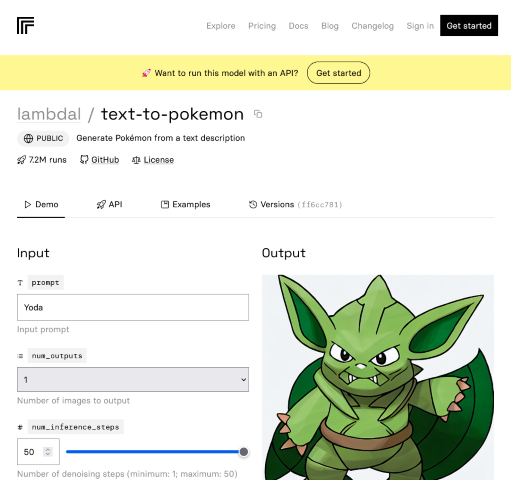 Explore Pricing Docs Blog Changelog Sign in Get started
🚀 Want to run this model with an API? Get started
lambdal / text-to-pokemon
PUBLIC Generate Pokémon from a text description
7.2M runs GitHub License
Demo API Examples Versions (ff6cc781)
Input Output
prompt
Yoda
Input prompt
num_outputs
1
Number of images to output
# num_inference_steps
50
Number of denoising steps (minimum: 1; maximum: 50)